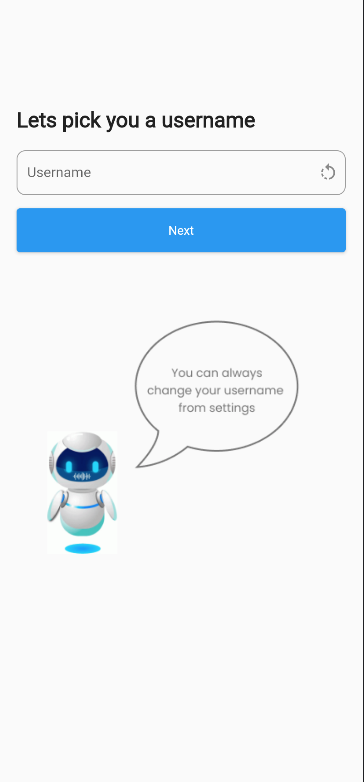 Lets pick you a username
Username
Next
You can always
change your username
from settings